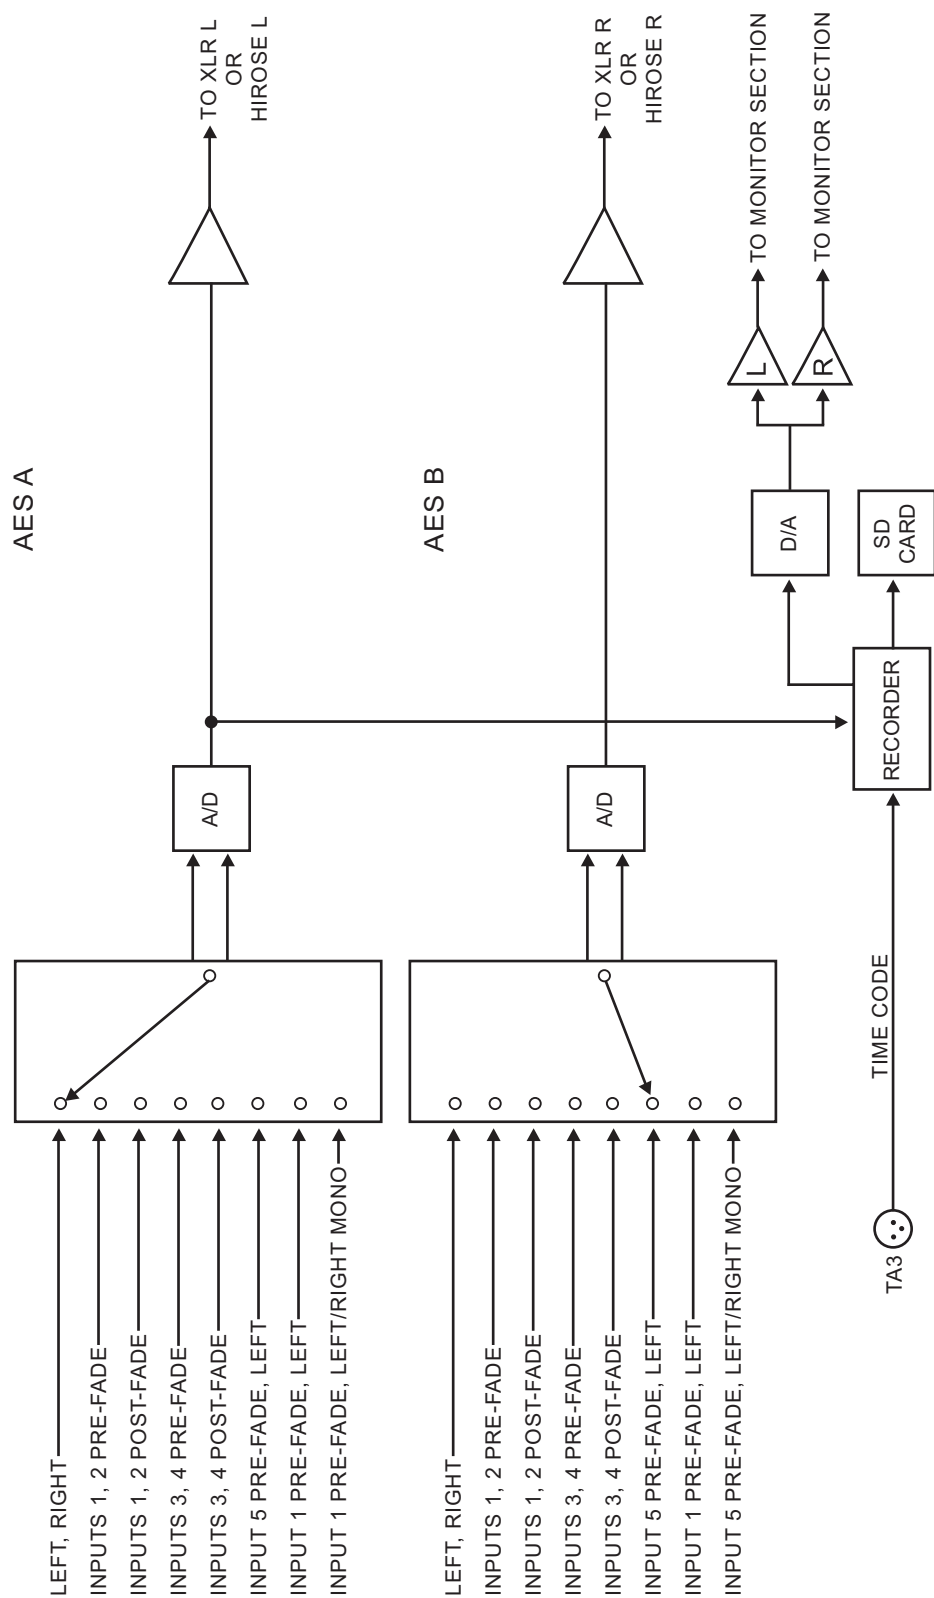 AES A
LEFT, RIGHT
INPUTS 1, 2 PRE-FADE
INPUTS 1, 2 POST-FADE
INPUTS 3, 4 PRE-FADE
INPUTS 3, 4 POST-FADE
INPUT 5 PRE-FADE, LEFT
INPUT 1 PRE-FADE, LEFT
INPUT 1 PRE-FADE, LEFT/RIGHT MONO
A/D
TO XLR L
OR
HIROSE L
AES B
LEFT, RIGHT
INPUTS 1, 2 PRE-FADE
INPUTS 1, 2 POST-FADE
INPUTS 3, 4 PRE-FADE
INPUTS 3, 4 POST-FADE
INPUT 5 PRE-FADE, LEFT
INPUT 1 PRE-FADE, LEFT
INPUT 5 PRE-FADE, LEFT/RIGHT MONO
A/D
TO XLR R
OR
HIROSE R
D/A
L
TO MONITOR SECTION
R
TO MONITOR SECTION
TA3
TIME CODE
RECORDER
SD
CARD